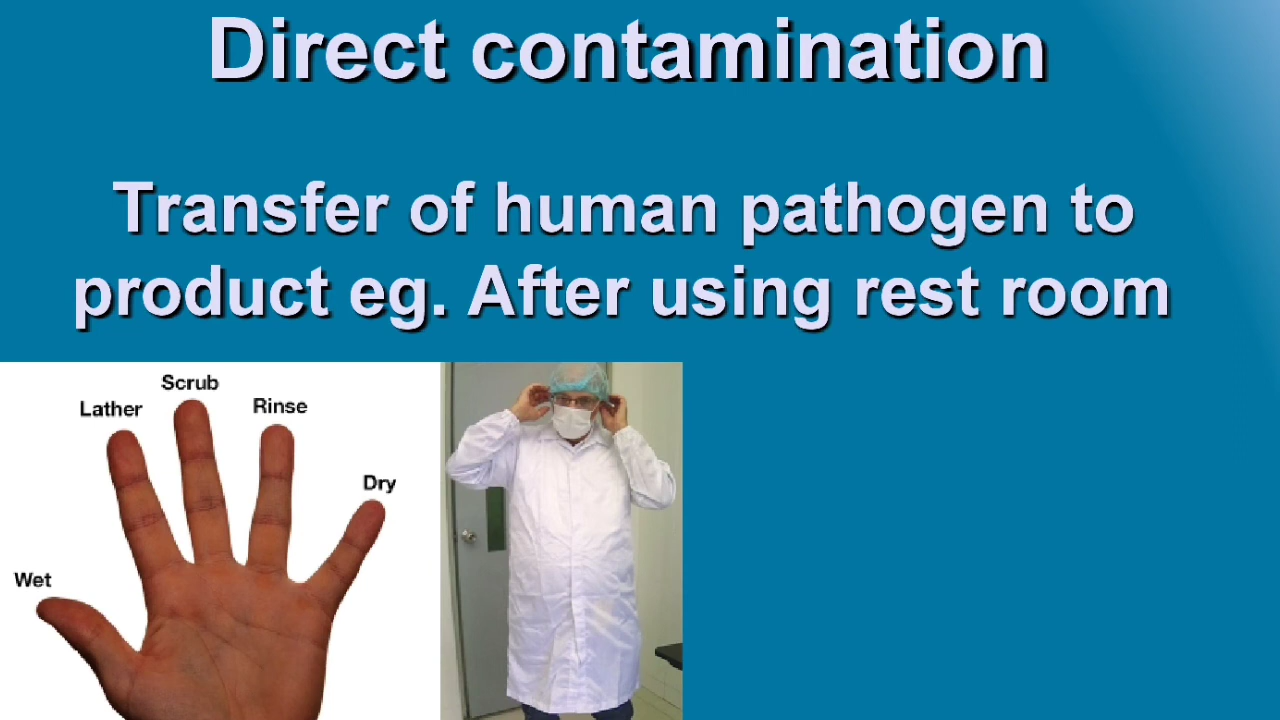 Direct contamination
Transfer of human pathogen to
product eg. After using rest room
Scrub
Lather
Rinse
Dry
Wet